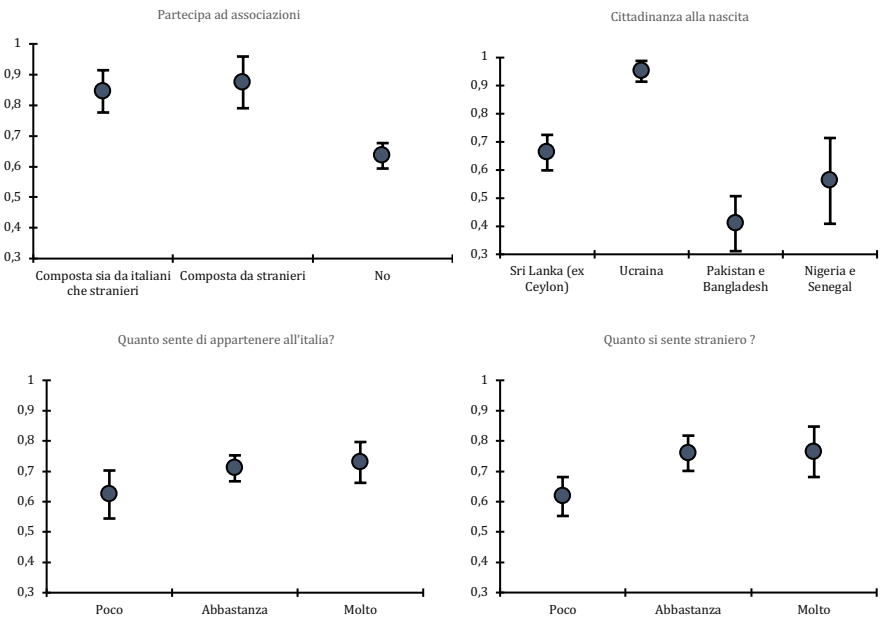 Partecipa ad associazioni
1
0,9
0,8
0,7
0,6
0,5
0,4
0,3
Composta sia da italiani
che stranieri
Composta da stranieri
No
Cittadinanza alla nascita
1
0,9
0,8
0,7
0,6
0,5
0,4
0,3
Sri Lanka (ex
Ceylon)
Ucraina
Pakistan e
Bangladesh
Nigeria e
Senegal
Quanto sente di appartenere all'italia?
1
0,9
0,8
0,7
0,6
0,5
0,4
0,3
Poco
Abbastanza
Molto
Quanto si sente straniero ?
1
0,9
0,8
0,7
0,6
0,5
0,4
0,3
Poco
Abbastanza
Molto